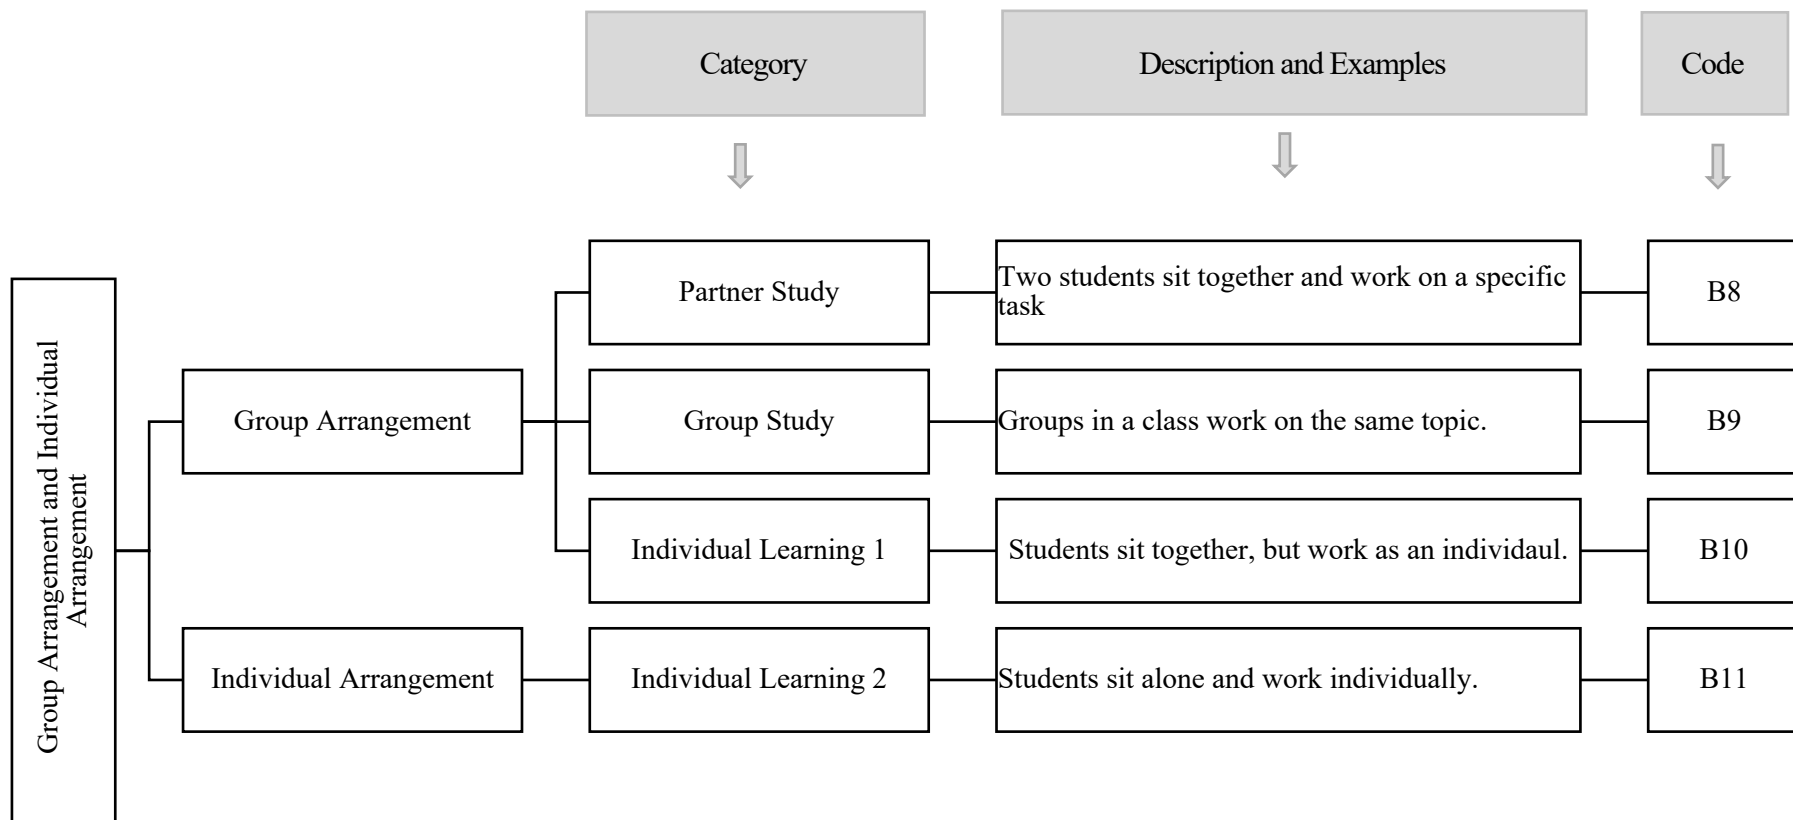 Category
Description and Examples
Code
Group Arrangement and Individual
Arrangement
Group Arrangement
Individual Arrangement
Partner Study
Two students sit together and work on a specific
task
B8
Group Study
Groups in a class work on the same topic.
B9
Individual Learning 1
Students sit together, but work as an individaul.
B10
Individual Learning 2
Students sit alone and work individually.
B11